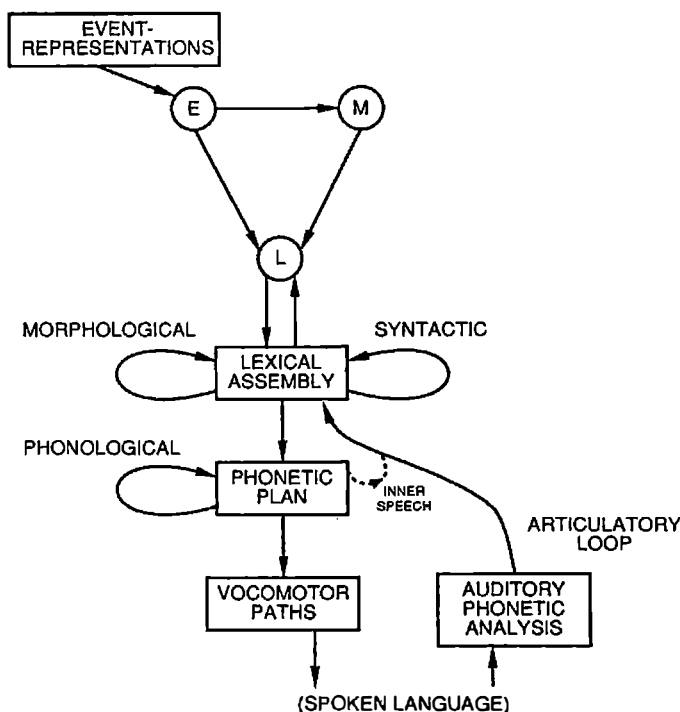 EVENT-
REPRESENTATIONS
E
M
L
MORPHOLOGICAL
SYNTACTIC
LEXICAL
ASSEMBLY
PHONOLOGICAL
PHONETIC
PLAN
INNER
SPEECH
ARTICULATORY
LOOP
VOCOMOTOR
PATHS
AUDITORY
PHONETIC
ANALYSIS
(SPOKEN LANGUAGE)